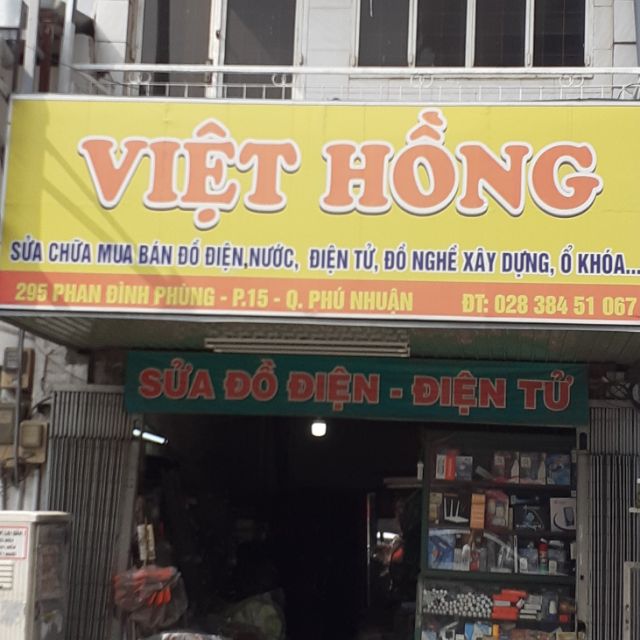 VIỆT HỒNG
SỬA CHỮA MUA BÁN ĐỒ ĐIỆN,NƯỚC, ĐIỆN TỬ, ĐỒ NGHỀ XÂY DỰNG, Ổ KHÓA...
295 PHAN ĐÌNH PHÙNG - P.15 - Q. PHÚ NHUẬN ĐT: 028 384 51 067
SỬA ĐỒ ĐIỆN - ĐIỆN TỬ